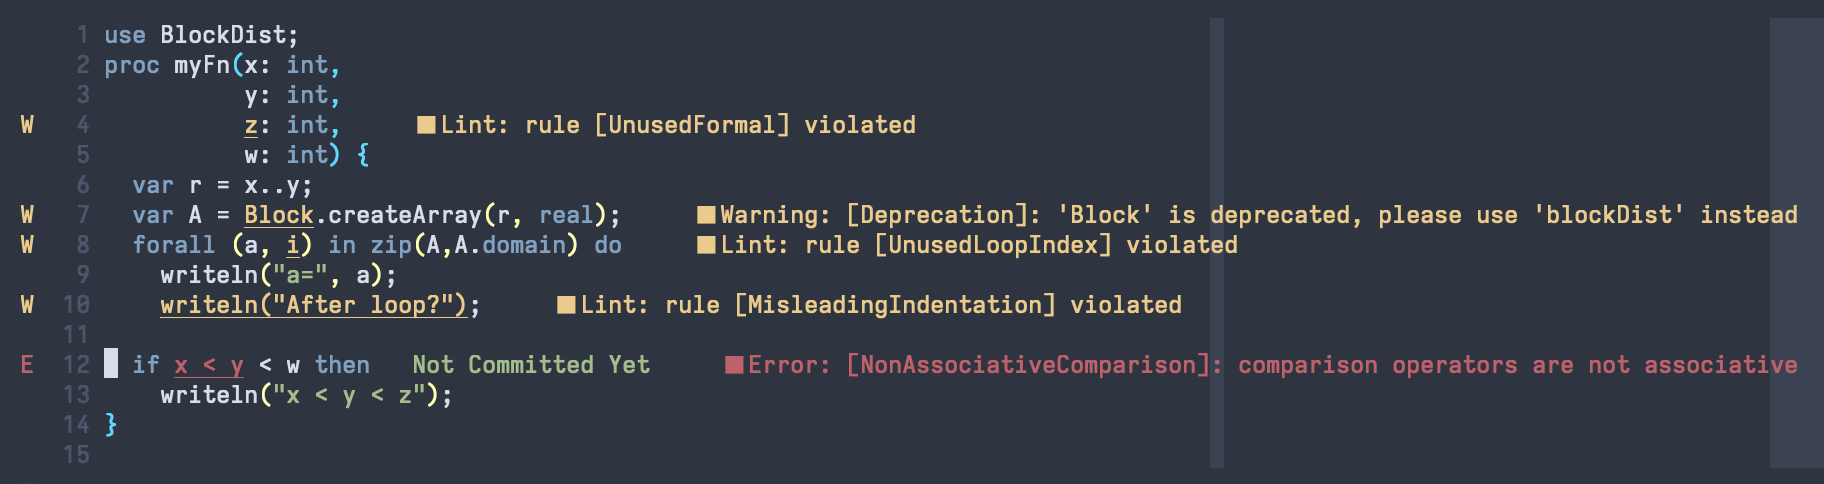 1 use BlockDist;
2 proc myFn(x: int,
3           y: int,
W 4           z: int,     ■Lint: rule [UnusedFormal] violated
5           w: int) {
6   var r = x..y;
W 7   var A = Block.createArray(r, real);     ■Warning: [Deprecation]: 'Block' is deprecated, please use 'blockDist' instead
W 8   forall (a, i) in zip(A,A.domain) do     ■Lint: rule [UnusedLoopIndex] violated
9     writeln("a=", a);
W 10     writeln("After loop?");     ■Lint: rule [MisleadingIndentation] violated
11
E 12   if x < y < w then   Not Committed Yet     ■Error: [NonAssociativeComparison]: comparison operators are not associative
13     writeln("x < y < z");
14 }
15